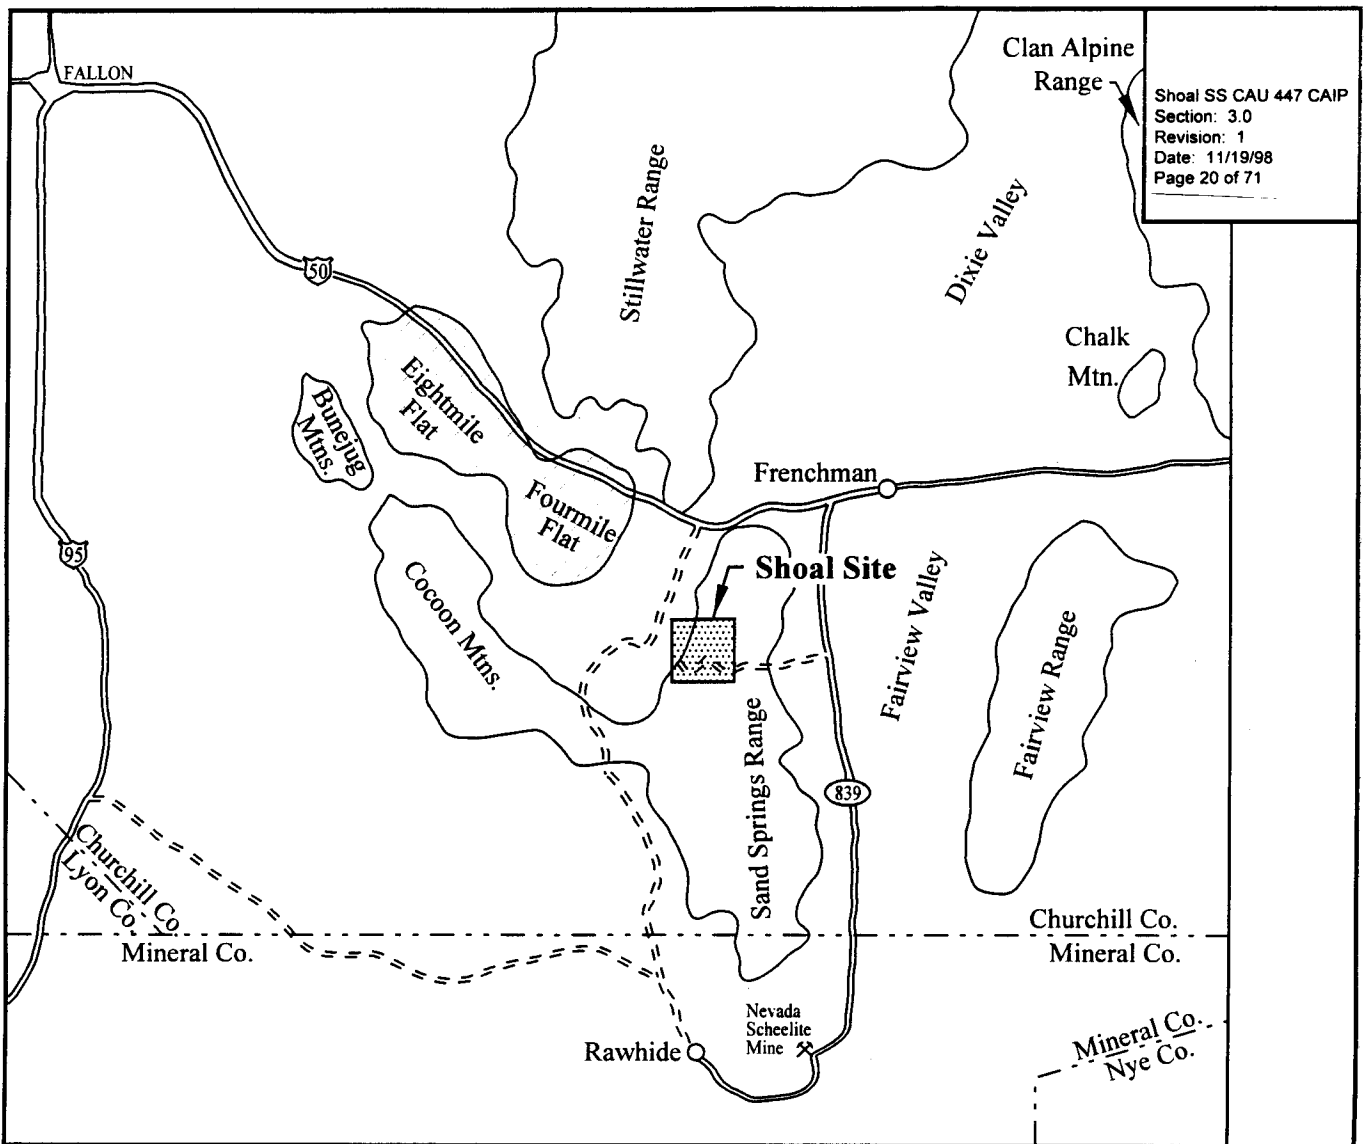 Clan Alpine
Range
Shoal SS CAU 447 CAIP
Section: 3.0
Revision: 1
Date: 11/19/98
Page 20 of 71
FALLON
Stillwater Range
Dixie Valley
50
Chalk
Mtn.
Eightmile
Flat
Bunejug
Mtns.
Frenchman
Fourmile
Flat
95
Shoal Site
Cocoon Mtns.
Fairview Valley
Fairview Range
Sand Springs Range
839
Churchill Co.
Lyon Co.
Mineral Co.
Churchill Co.
Mineral Co.
Nevada
Scheelite
Mine
Rawhide
Mineral Co.
Nye Co.